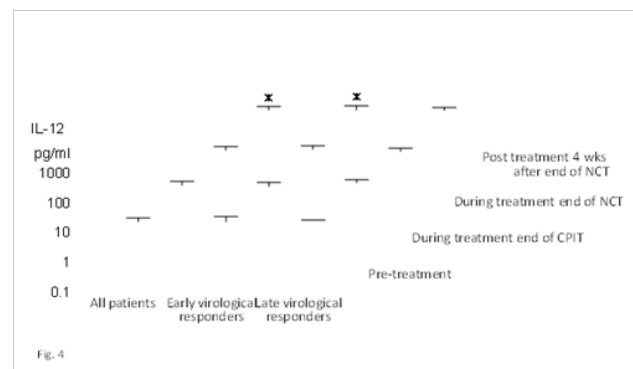 IL-12
pg/ml
1000
100
10
1
0.1
Post treatment 4 wks
after end of NCT
During treatment end of NCT
During treatment end of CPIT
Pre-treatment
All patients
Early virological
responders
Late virological
responders
Fig. 4